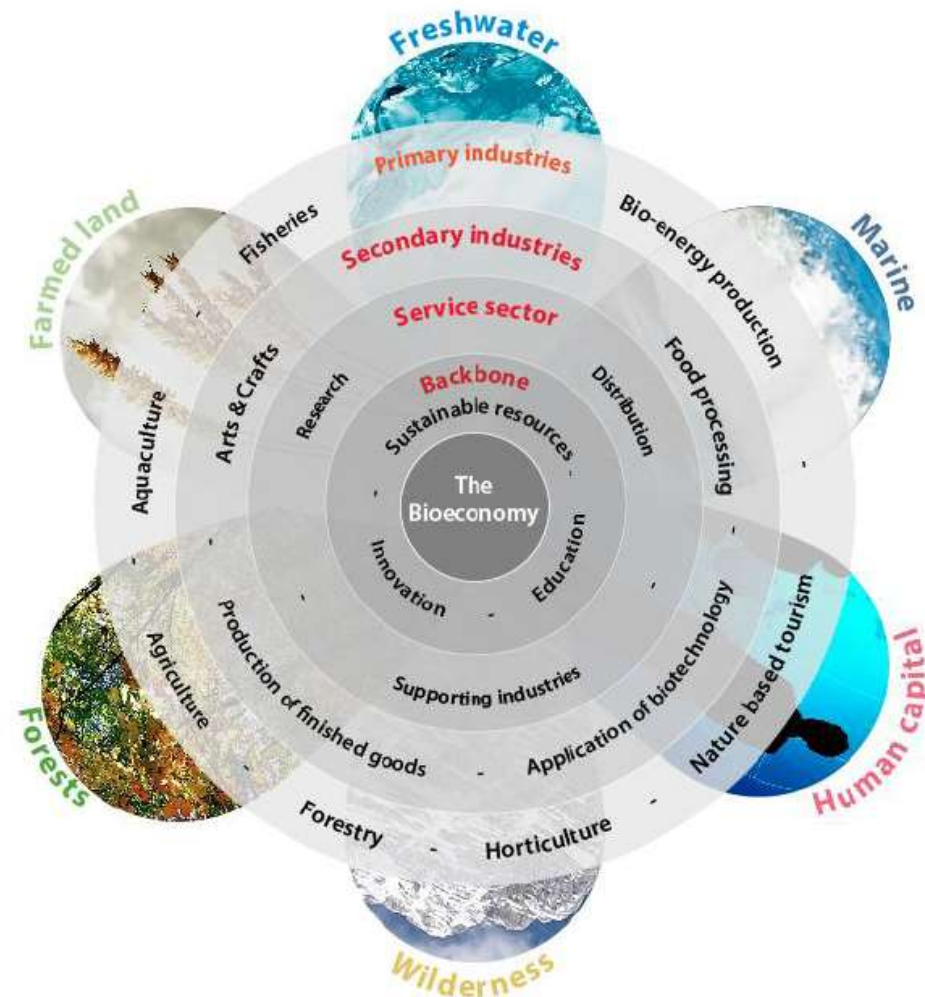 Freshwater
Marine
Human capital
Wilderness
Forests
Farmed land
Primary industries
Bio-energy production
-
Nature based tourism
-
Horticulture
-
Forestry
-
Agriculture
-
Aquaculture
-
Fisheries
Secondary industries
Food processing
-
Application of biotechnology
-
Production of finished goods
-
Arts & Crafts
Service sector
Distribution
-
Supporting industries
-
Research
Backbone
Sustainable resources
-
Education
-
Innovation
-
The
Bioeconomy